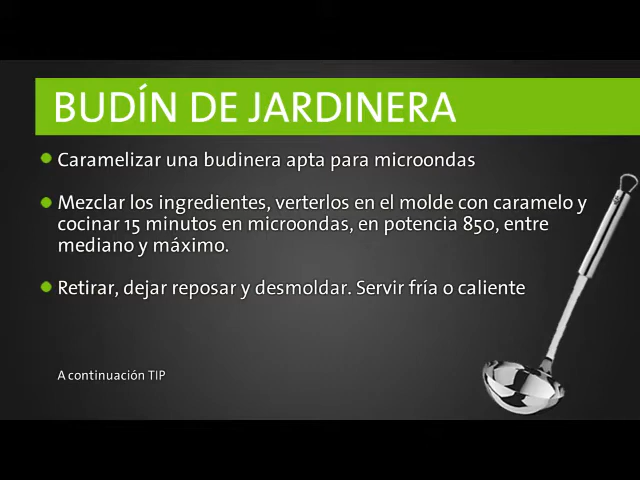 BUDÍN DE JARDINERA
Caramelizar una budinera apta para microondas
Mezclar los ingredientes, verterlos en el molde con caramelo y
cocinar 15 minutos en microondas, en potencia 850, entre
mediano y máximo.
Retirar, dejar reposar y desmoldar. Servir fría o caliente
A continuación TIP